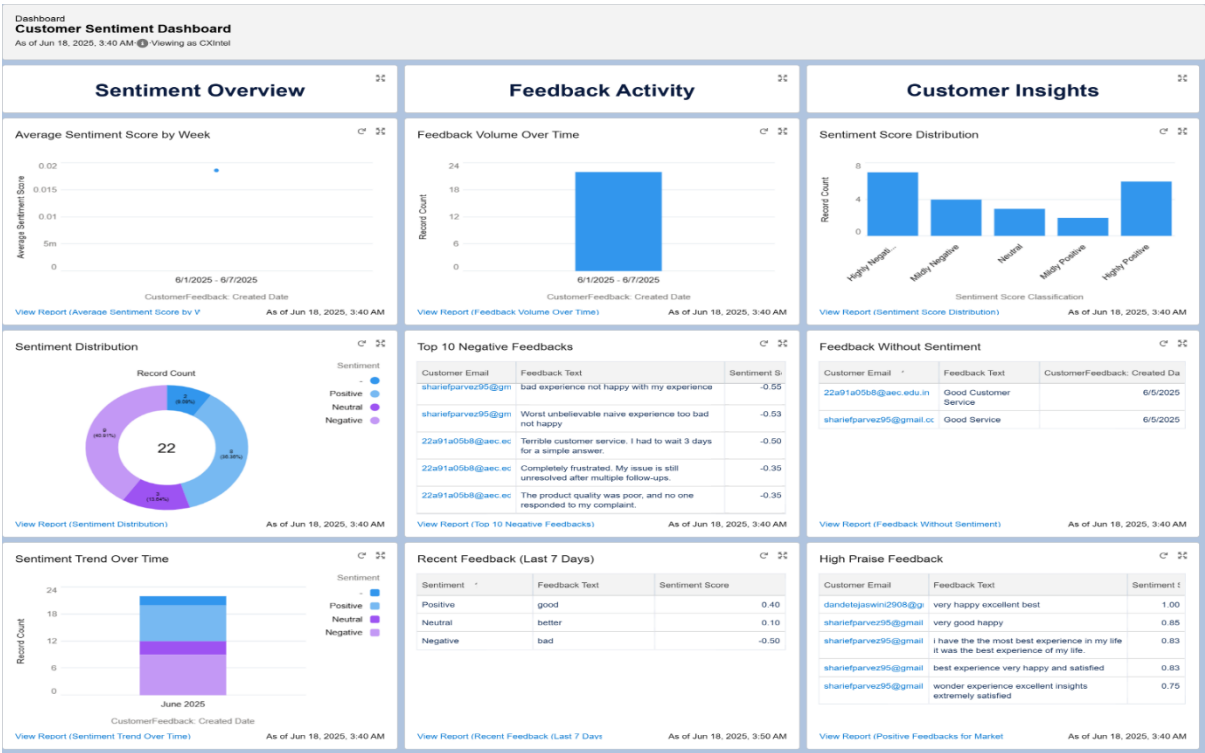 Dashboard
Customer Sentiment Dashboard
As of Jun 18, 2025, 3:40 AM·Viewing as CXIntel
Sentiment Overview
Feedback Activity
Customer Insights
Average Sentiment Score by Week
0.02
0.015
0.01
5m
0
Average Sentiment Score
6/1/2025 - 6/7/2025
CustomerFeedback: Created Date
View Report (Average Sentiment Score by W
As of Jun 18, 2025, 3:40 AM
Feedback Volume Over Time
24
18
12
6
0
Record Count
6/1/2025 - 6/7/2025
CustomerFeedback: Created Date
View Report (Feedback Volume Over Time)
As of Jun 18, 2025, 3:40 AM
Sentiment Score Distribution
8
4
0
Record Count
Highly Negati...
Mildly Negative
Neutral
Mildly Positive
Highly Positive
Sentiment Score Classification
View Report (Sentiment Score Distribution)
As of Jun 18, 2025, 3:40 AM
Sentiment Distribution
Record Count
Sentiment
-
Positive
Neutral
Negative
2
(9.09%)
8
(36.36%)
3
(13.64%)
9
(40.91%)
22
View Report (Sentiment Distribution)
As of Jun 18, 2025, 3:40 AM
Top 10 Negative Feedbacks
Customer Email Feedback Text Sentiment S
shariefparvez95@gm bad experience not happy with my experience -0.55
shariefparvez95@gm Worst unbelievable naive experience too bad
not happy -0.53
22a91a05b8@aec.ec Terrible customer service. I had to wait 3 days
for a simple answer. -0.50
22a91a05b8@aec.ec Completely frustrated. My issue is still
unresolved after multiple follow-ups. -0.35
22a91a05b8@aec.ec The product quality was poor, and no one
responded to my complaint. -0.35
View Report (Top 10 Negative Feedbacks)
As of Jun 18, 2025, 3:40 AM
Feedback Without Sentiment
Customer Email Feedback Text CustomerFeedback: Created Da
22a91a05b8@aec.edu.in Good Customer
Service 6/5/2025
shariefparvez95@gmail.cc Good Service 6/5/2025
View Report (Feedback Without Sentiment)
As of Jun 18, 2025, 3:40 AM
Sentiment Trend Over Time
Sentiment
-
Positive
Neutral
Negative
24
18
12
6
0
Record Count
June 2025
CustomerFeedback: Created Date
View Report (Sentiment Trend Over Time)
As of Jun 18, 2025, 3:40 AM
Recent Feedback (Last 7 Days)
Sentiment Feedback Text Sentiment Score
Positive good 0.40
Neutral better 0.10
Negative bad -0.50
View Report (Recent Feedback (Last 7 Days
As of Jun 18, 2025, 3:50 AM
High Praise Feedback
Customer Email Feedback Text Sentiment S
dandetejaswini2908@g very happy excellent best 1.00
shariefparvez95@gmail very good happy 0.85
shariefparvez95@gmail i have the the most best experience in my life
it was the best experience of my life. 0.83
shariefparvez95@gmail best experience very happy and satisfied 0.83
shariefparvez95@gmail wonder experience excellent insights
extremely satisfied 0.75
View Report (Positive Feedbacks for Market
As of Jun 18, 2025, 3:40 AM